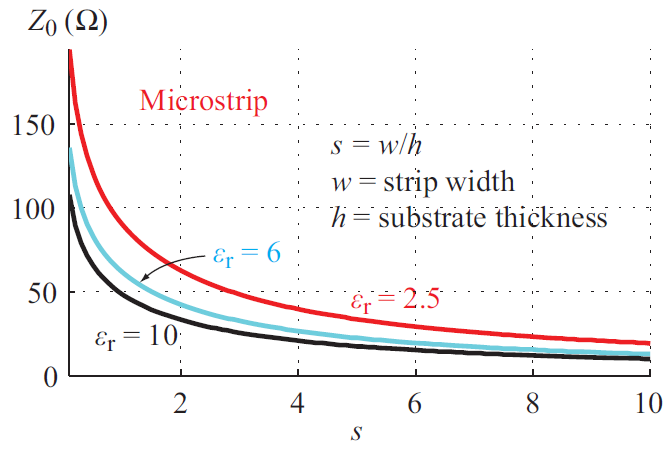 Z₀ (Ω)
Microstrip
150
s = w/h
w = strip width
100
h = substrate thickness
εᵣ = 6
50
εᵣ = 2.5
εᵣ = 10
0
2 4 6 8 10
s